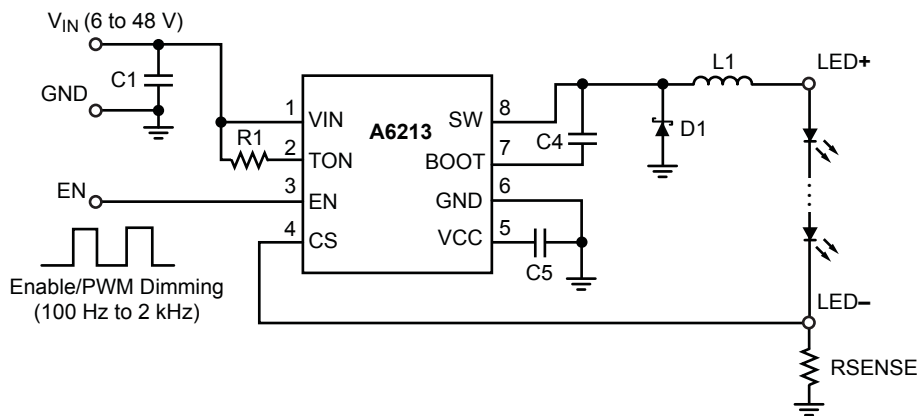 V_IN (6 to 48 V)
C1
GND
L1
LED+
1
VIN
A6213
SW
8
R1
2
TON
C4
D1
BOOT
7
EN
3
EN
GND
6
4
CS
VCC
5
C5
Enable/PWM Dimming
(100 Hz to 2 kHz)
LED–
RSENSE